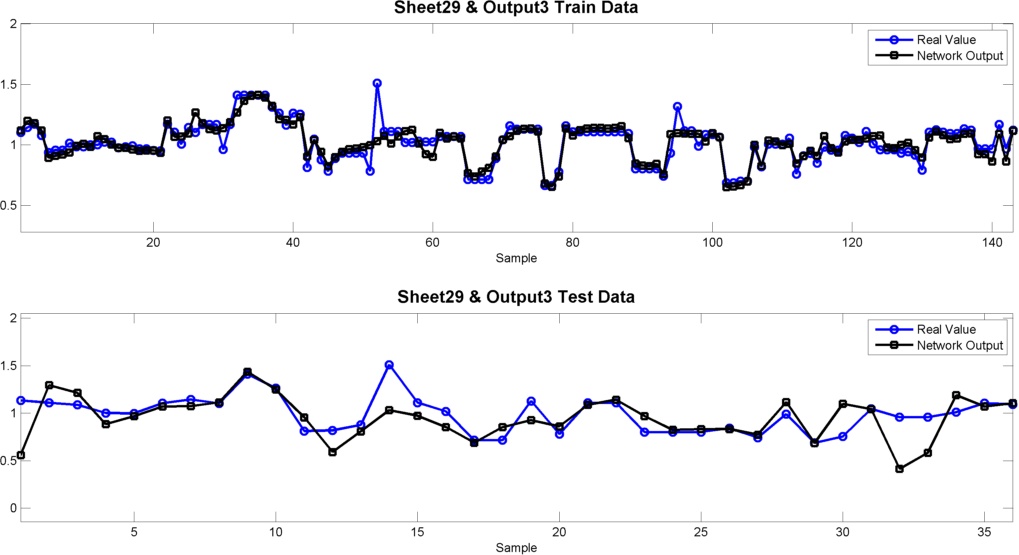 Sheet29 & Output3 Train Data
2
1.5
1
0.5
Real Value
Network Output
20
40
60
80
100
120
140
Sample
Sheet29 & Output3 Test Data
2
1.5
1
0.5
0
Real Value
Network Output
5
10
15
20
25
30
35
Sample